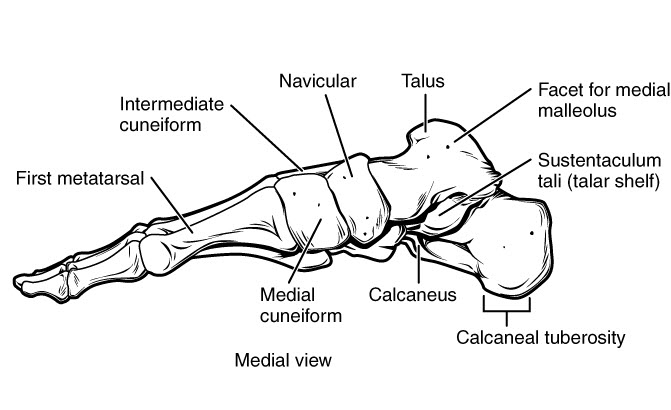 Navicular
Talus
Facet for medial
malleolus
Intermediate
cuneiform
Sustentaculum
tali (talar shelf)
First metatarsal
Medial
cuneiform
Calcaneus
Calcaneal tuberosity
Medial view